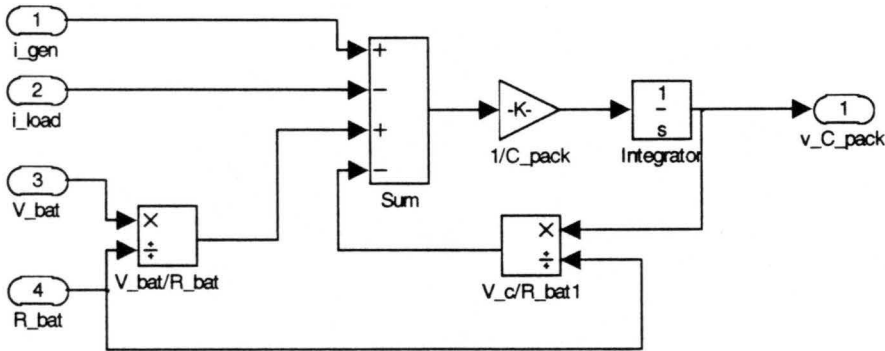 1
i_gen
2
i_load
3
V_bat
4
R_bat
×
÷
V_bat/R_bat
+
−
+
−
Sum
-K-
1/C_pack
1
s
Integrator
×
÷
V_c/R_bat1
1
v_C_pack